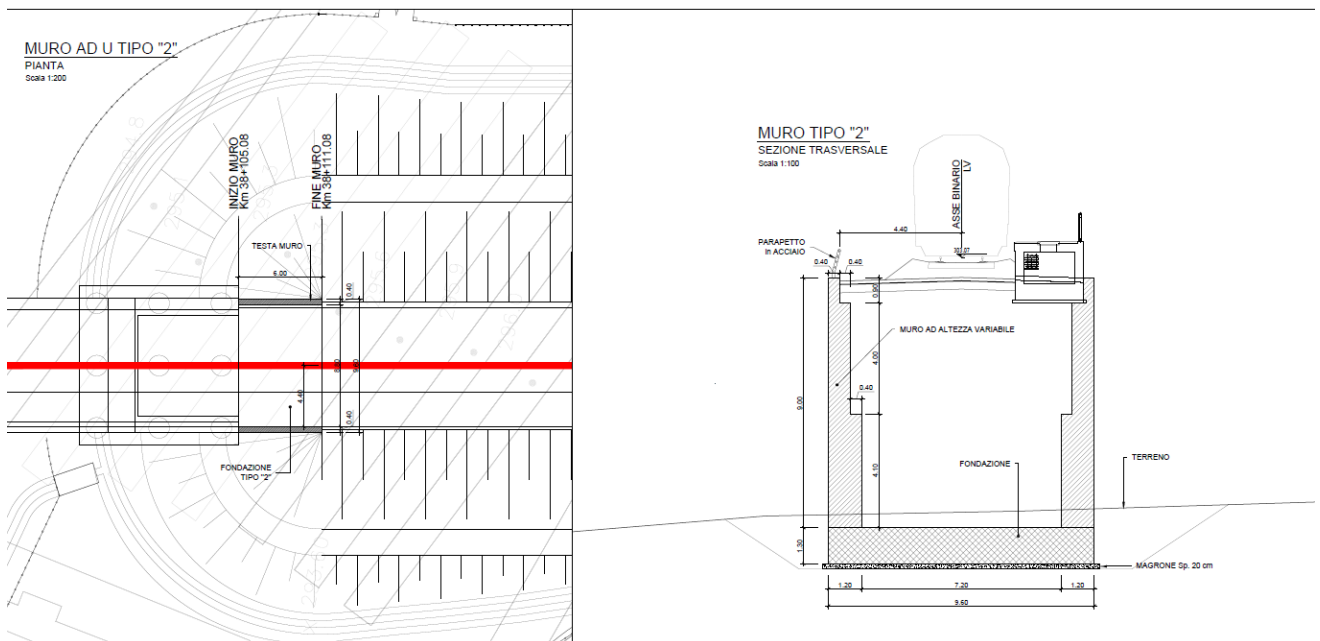 MURO AD U TIPO "2"
PIANTA
Scala 1:200
INIZIO MURO
Km 38+105.08
FINE MURO
Km 38+111.08
TESTA MURO
6.00
0.40
9.60
4.40
0.40
FONDAZIONE
TIPO "2"
MURO TIPO "2"
SEZIONE TRASVERSALE
Scala 1:100
ASSE BINARIO
LV
4.40
PARAPETTO
in ACCIAIO
0.40
0.40
0.90
MURO AD ALTEZZA VARIABILE
4.00
0.40
9.00
4.10
FONDAZIONE
TERRENO
1.30
MAGRONE Sp. 20 cm
1.20
7.20
1.20
9.60